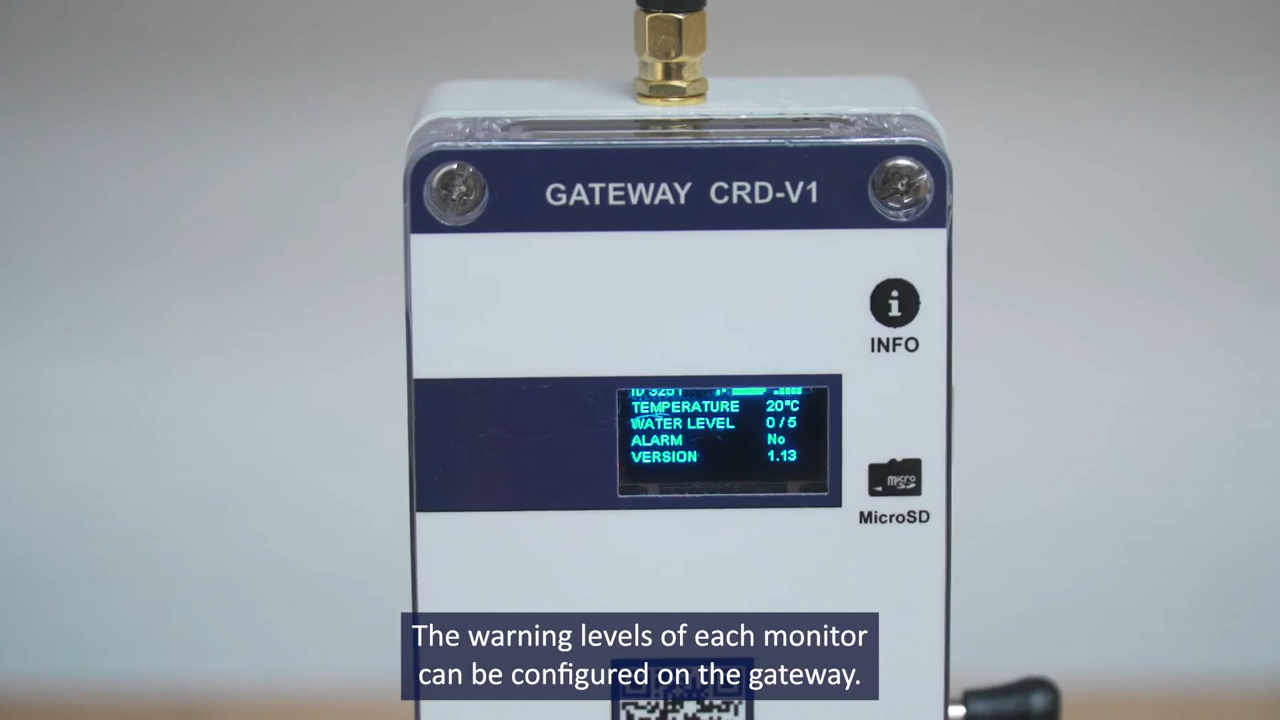 GATEWAY CRD-V1
INFO
TEMPERATURE 20°C
WATER LEVEL 0 / 5
ALARM No
VERSION 1.13
micro
MicroSD
The warning levels of each monitor
can be configured on the gateway.